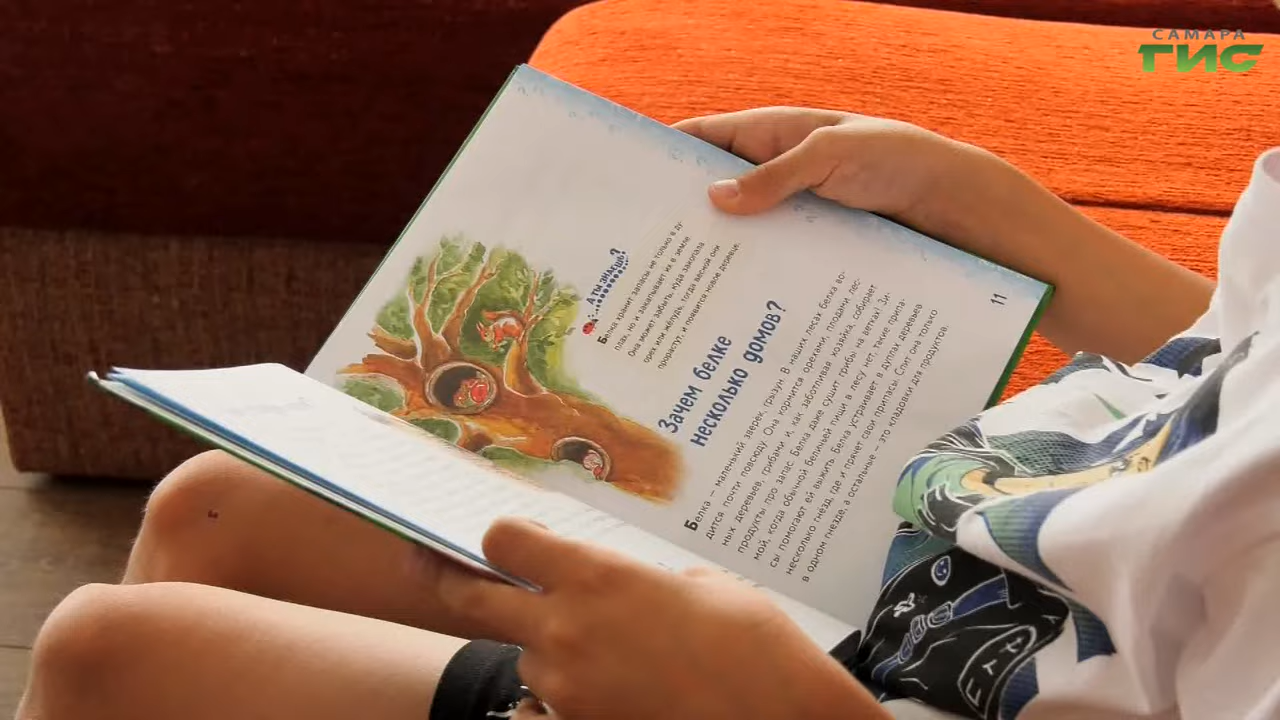 САМАРА
ГИС
А ТЫ ЗНАЕШЬ?
Белка хранит запасы не только в ду-
плах, но и закапывает их в земле.
Она может забыть, куда закопала
орех или жёлудь, тогда весной они
прорастут, и появится новое деревце.
Зачем белке
несколько домов?
Белка – маленький зверек, грызун. В наших лесах белка во-
дится почти повсюду. Она кормится орехами, плодами лес-
ных деревьев, грибами и, как заботливая хозяйка, собирает
продукты про запас. Белка даже сушит грибы на ветках! Зи-
мой, когда обычной беличьей пищи в лесу нет, такие припа-
сы помогают ей выжить. Белка устраивает в дуплах деревьев
несколько гнёзд, где и прячет свои припасы. Спит она только
в одном гнезде, а остальные – это кладовки для продуктов.
11